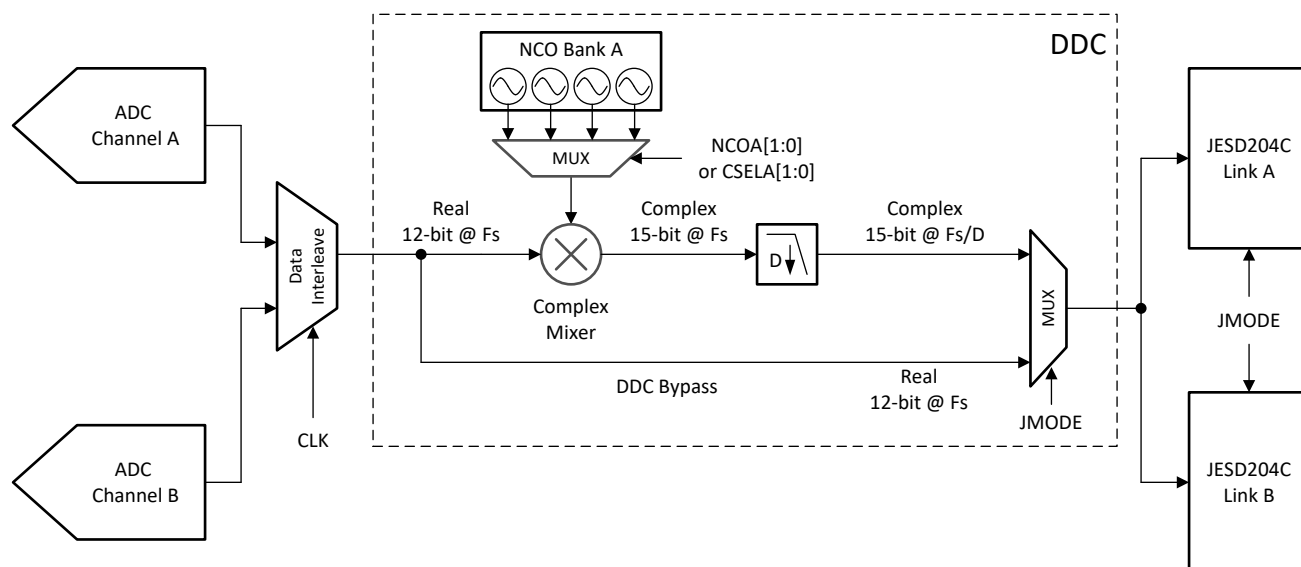 DDC
NCO Bank A
ADC
Channel A
MUX
NCOA[1:0]
or CSELA[1:0]
JESD204C
Link A
Real
12-bit @ Fs
Complex
15-bit @ Fs
Complex
15-bit @ Fs/D
Data
Interleave
D
MUX
Complex
Mixer
JMODE
DDC Bypass
Real
12-bit @ Fs
JMODE
CLK
ADC
Channel B
JESD204C
Link B